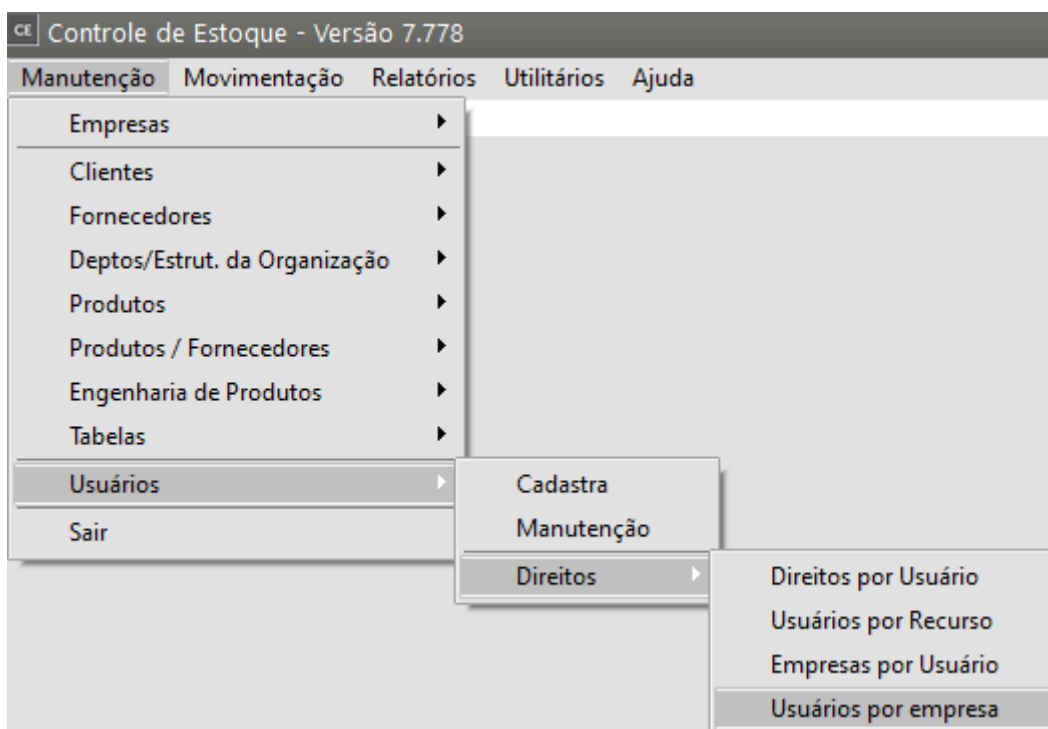 CE Controle de Estoque - Versão 7.778
Manutenção Movimentação Relatórios Utilitários Ajuda
Empresas
Clientes
Fornecedores
Deptos/Estrut. da Organização
Produtos
Produtos / Fornecedores
Engenharia de Produtos
Tabelas
Usuários
Sair
Cadastra
Manutenção
Direitos
Direitos por Usuário
Usuários por Recurso
Empresas por Usuário
Usuários por empresa